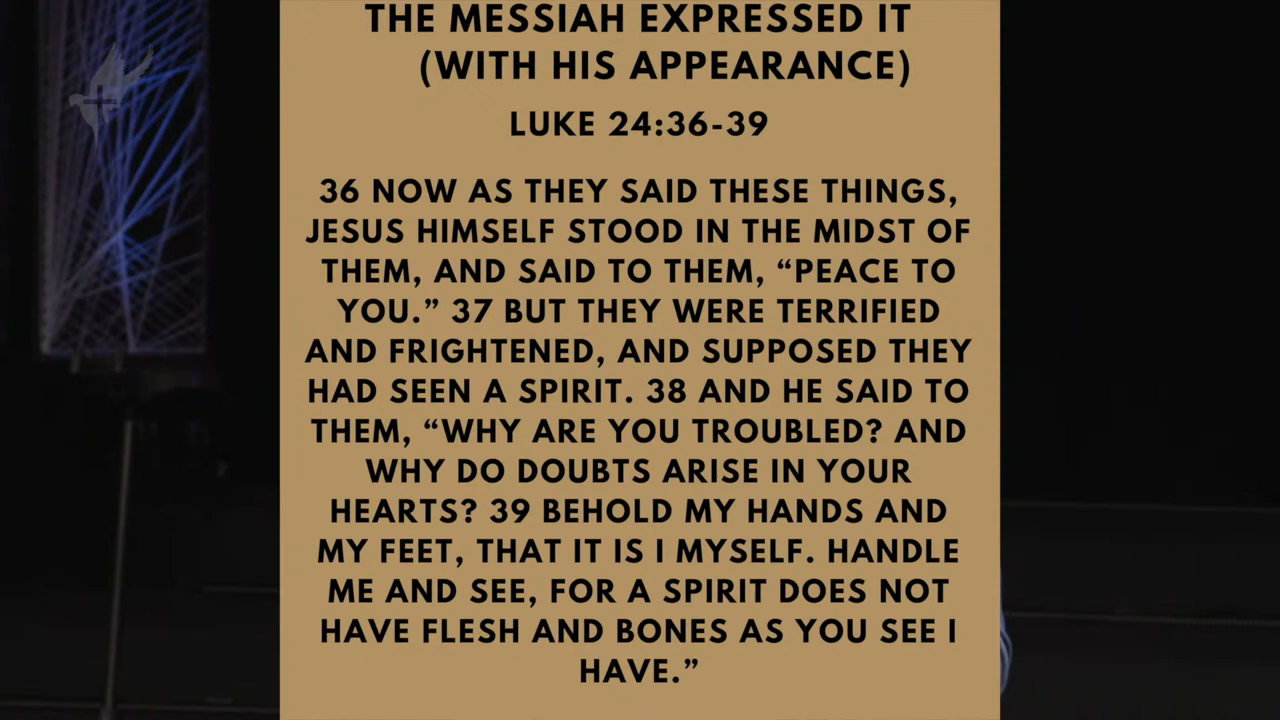 THE MESSIAH EXPRESSED IT
(WITH HIS APPEARANCE)
LUKE 24:36-39
36 NOW AS THEY SAID THESE THINGS,
JESUS HIMSELF STOOD IN THE MIDST OF
THEM, AND SAID TO THEM, “PEACE TO
YOU.” 37 BUT THEY WERE TERRIFIED
AND FRIGHTENED, AND SUPPOSED THEY
HAD SEEN A SPIRIT. 38 AND HE SAID TO
THEM, “WHY ARE YOU TROUBLED? AND
WHY DO DOUBTS ARISE IN YOUR
HEARTS? 39 BEHOLD MY HANDS AND
MY FEET, THAT IT IS I MYSELF. HANDLE
ME AND SEE, FOR A SPIRIT DOES NOT
HAVE FLESH AND BONES AS YOU SEE I
HAVE.”